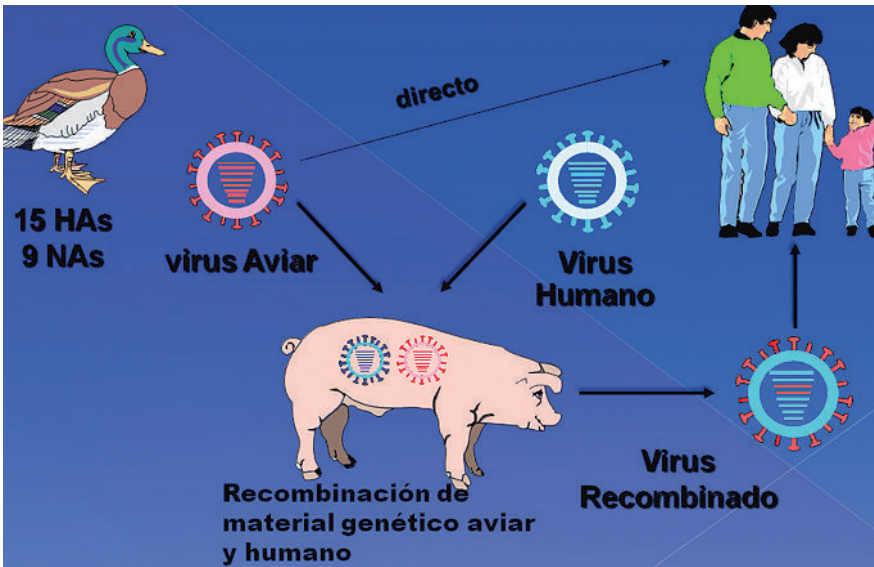 directo
15 HAs
9 NAs
virus Aviar
Virus
Humano
Virus
Recombinado
Recombinación de
material genético aviar
y humano